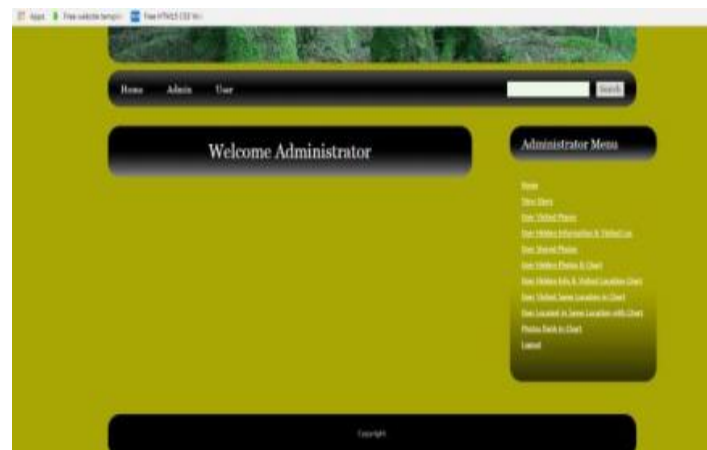 Apps
Free website templ
Free HTML5 CSS
Home Admin User
Search
Welcome Administrator
Administrator Menu
Home
View Users
User Visited Places
User Hidden Information & Visited Loc
User Shared Photos
User Hidden Photos & Chart
User Hidden Info & Visited Location Chart
User Visited Same Location in Chart
User Located in Same Location with Chart
Photos Rank in Chart
Logout
Copyright